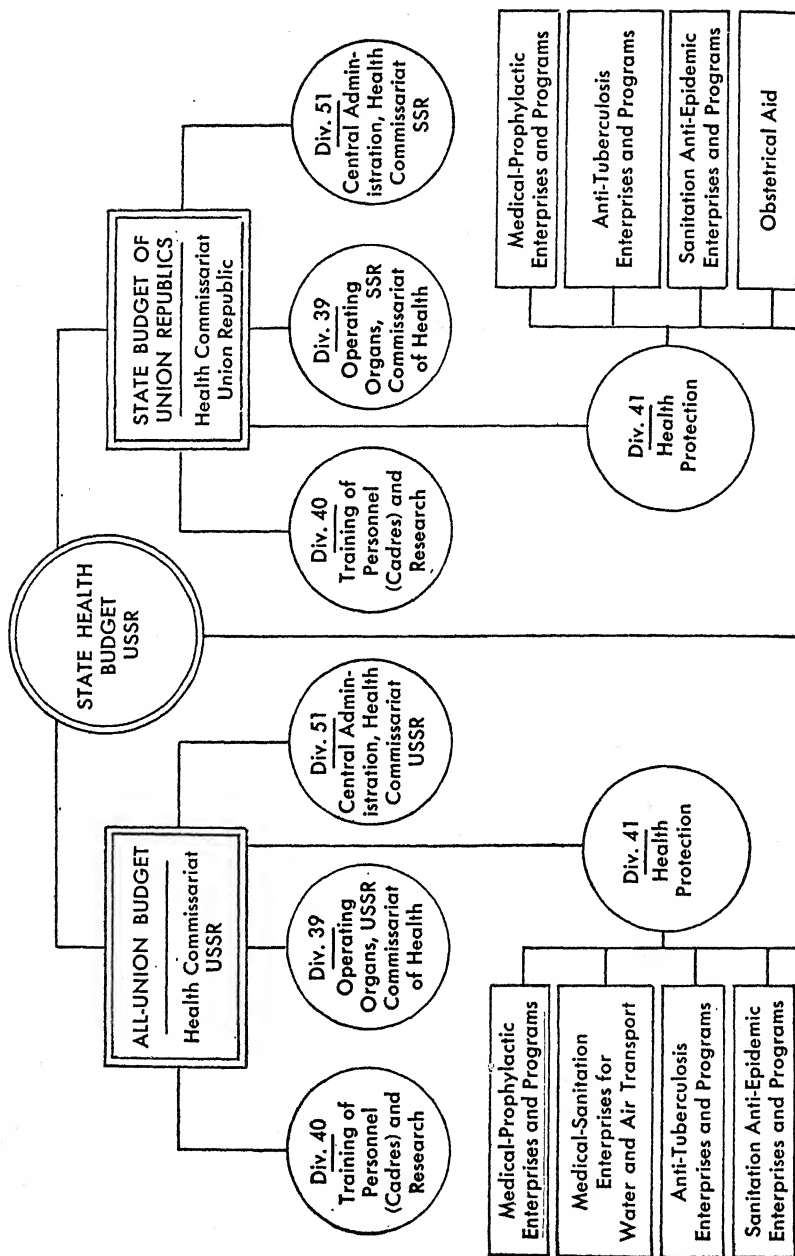 STATE HEALTH
BUDGET
USSR
ALL-UNION BUDGET
Health Commissariat
USSR
STATE BUDGET OF
UNION REPUBLICS
Health Commissariat
Union Republic
Div. 40
Training of
Personnel
(Cadres) and
Research
Div. 39
Operating
Organs, USSR
Commissariat
of Health
Div. 51
Central Admin-
istration, Health
Commissariat
USSR
Div. 40
Training of
Personnel
(Cadres) and
Research
Div. 39
Operating
Organs, SSR
Commissariat
of Health
Div. 51
Central Admin-
istration, Health
Commissariat
SSR
Div. 41
Health
Protection
Medical-Prophylactic
Enterprises and Programs
Medical-Sanitation
Enterprises for
Water and Air Transport
Anti-Tuberculosis
Enterprises and Programs
Sanitation Anti-Epidemic
Enterprises and Programs
Div. 41
Health
Protection
Medical-Prophylactic
Enterprises and Programs
Anti-Tuberculosis
Enterprises and Programs
Sanitation Anti-Epidemic
Enterprises and Programs
Obstetrical Aid